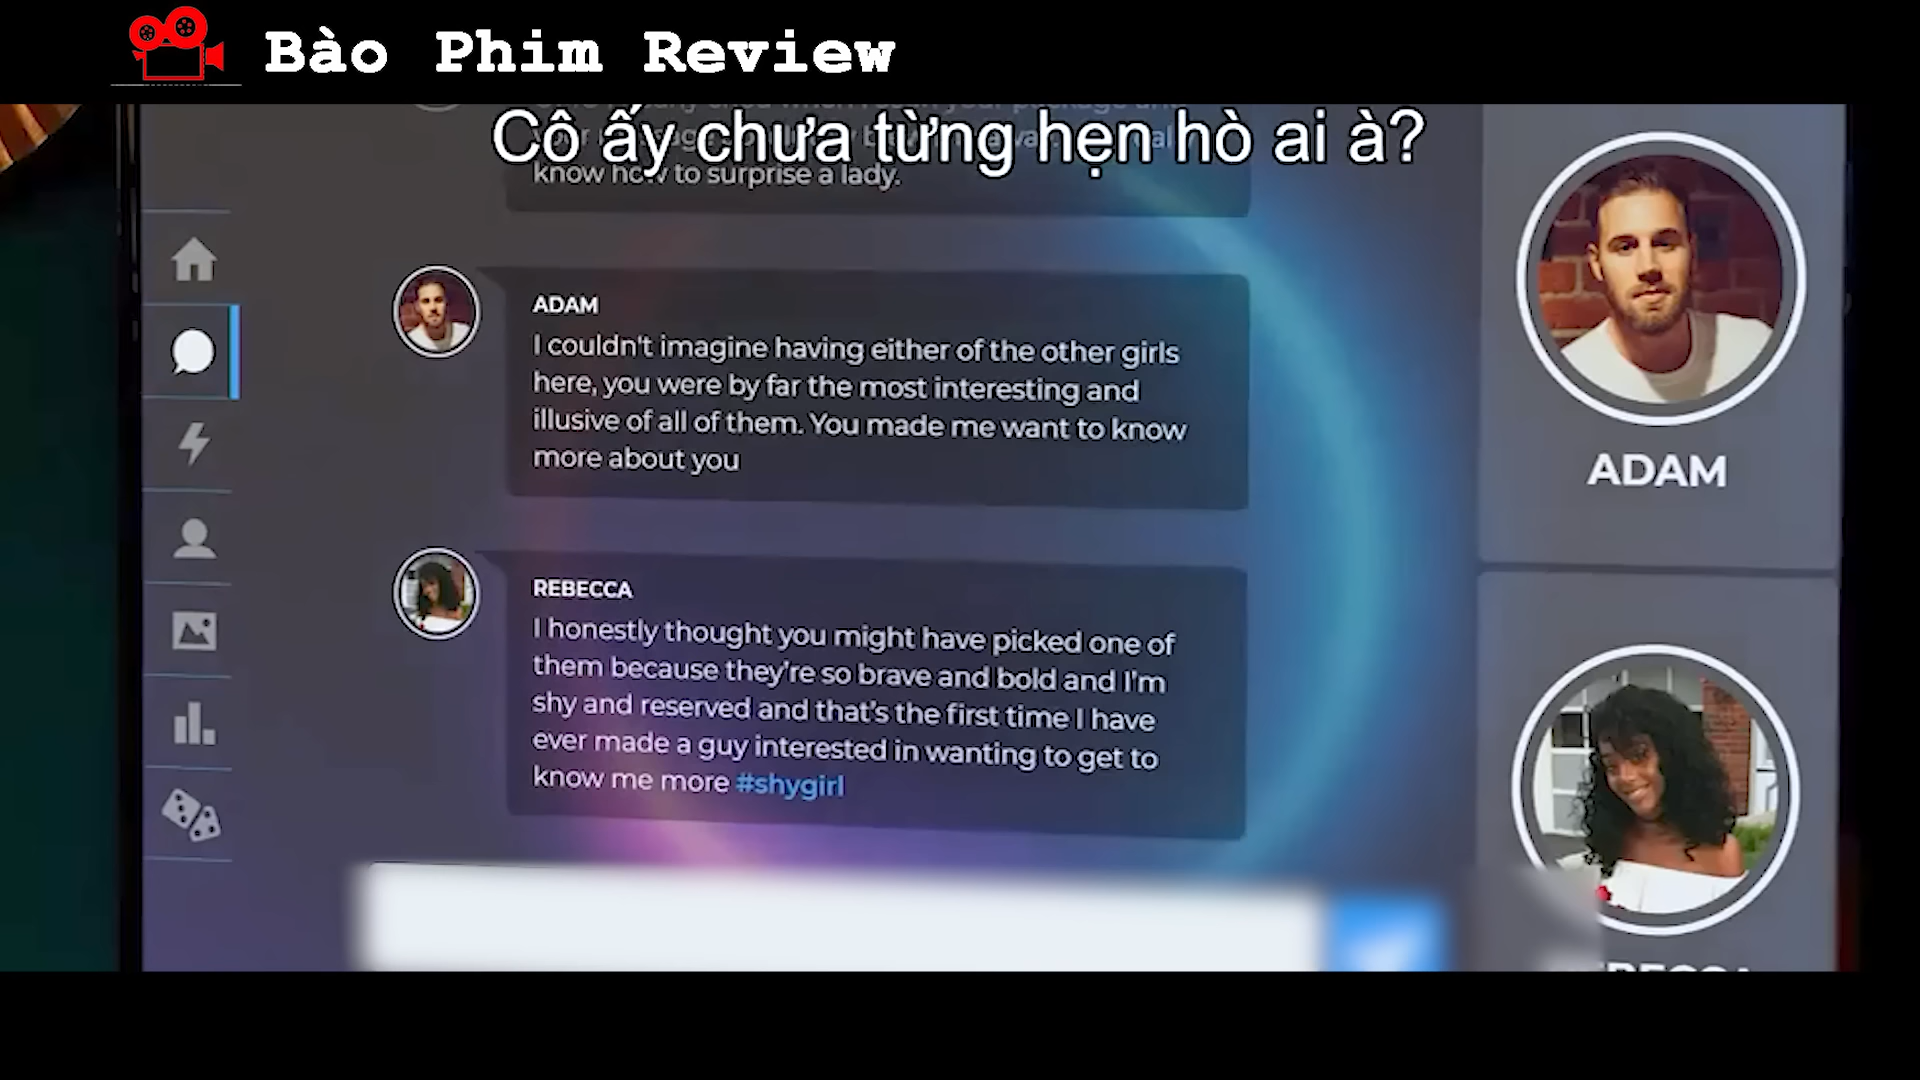 Bào Phim Review
Cô ấy chưa từng hẹn hò ai à?
know how to surprise a lady.
ADAM
I couldn't imagine having either of the other girls
here, you were by far the most interesting and
illusive of all of them. You made me want to know
more about you
ADAM
REBECCA
I honestly thought you might have picked one of
them because they're so brave and bold and I'm
shy and reserved and that's the first time I have
ever made a guy interested in wanting to get to
know me more #shygirl